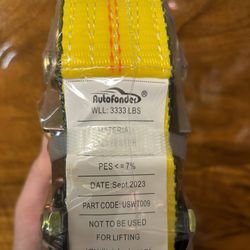 Autofonder
WLL: 3333 LBS
MATERIAL
PES <= 7%
DATE: Sept.2023
PART CODE: USWT009
NOT TO BE USED
FOR LIFTING